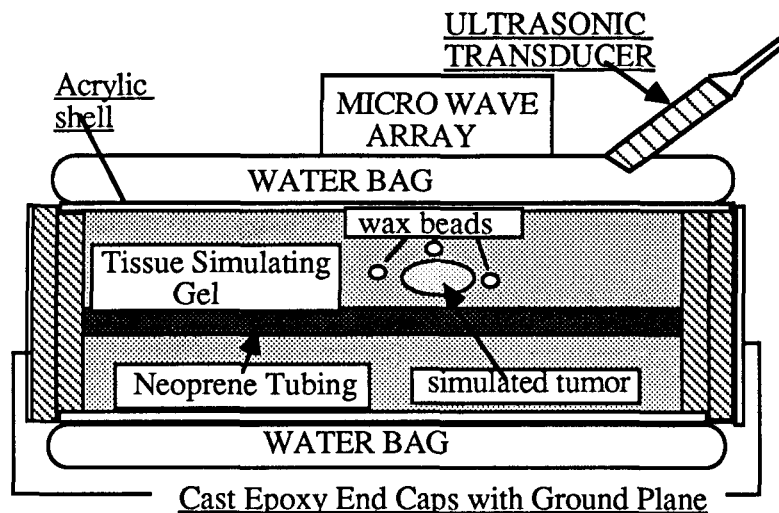 ULTRASONIC
TRANSDUCER
Acrylic
shell
MICRO WAVE
ARRAY
WATER BAG
wax beads
Tissue Simulating
Gel
Neoprene Tubing
simulated tumor
WATER BAG
Cast Epoxy End Caps with Ground Plane